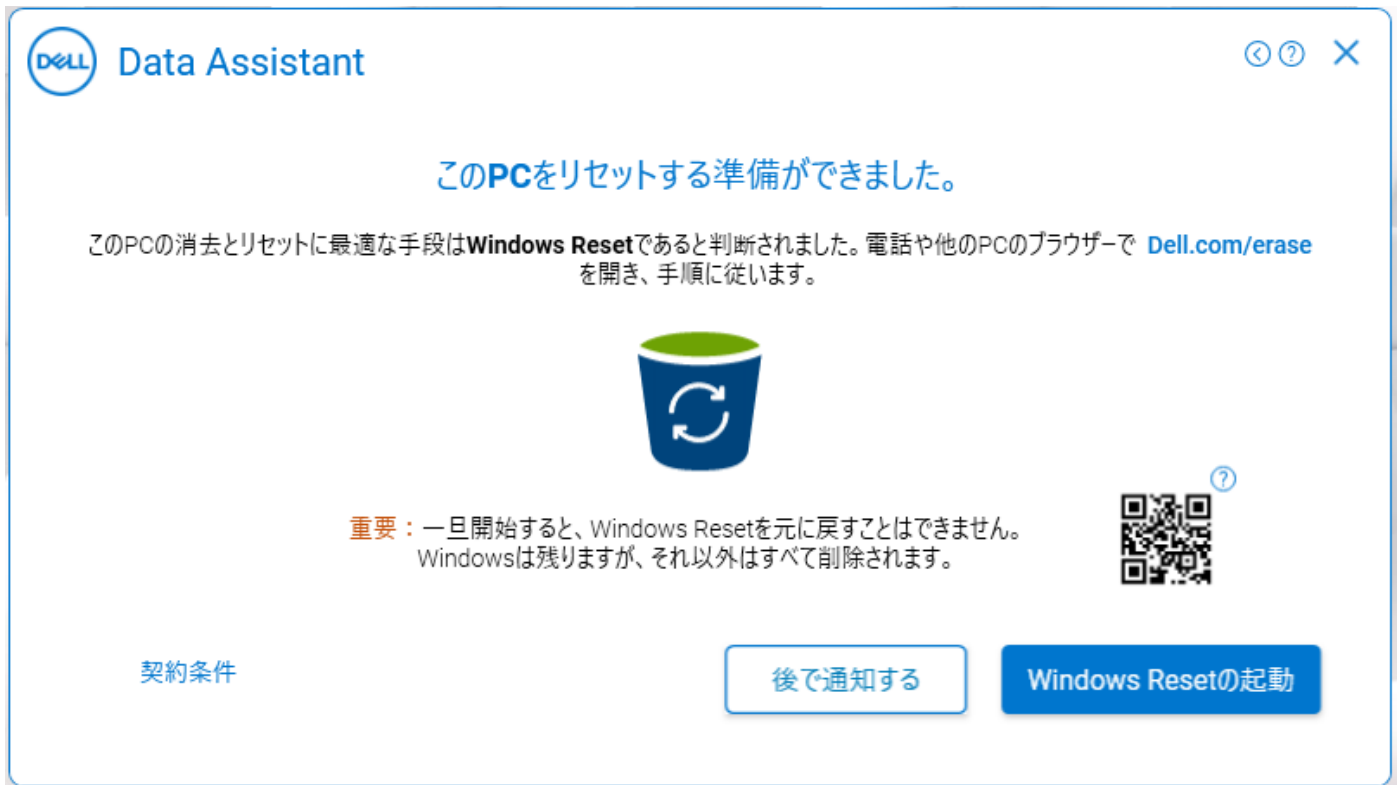 DELL
Data Assistant
このPCをリセットする準備ができました。
このPCの消去とリセットに最適な手段はWindows Resetであると判断されました。電話や他のPCのブラウザーで Dell.com/erase
を開き、手順に従います。
重要：一旦開始すると、Windows Resetを元に戻すことはできません。
Windowsは残りますが、それ以外はすべて削除されます。
契約条件
後で通知する
Windows Resetの起動